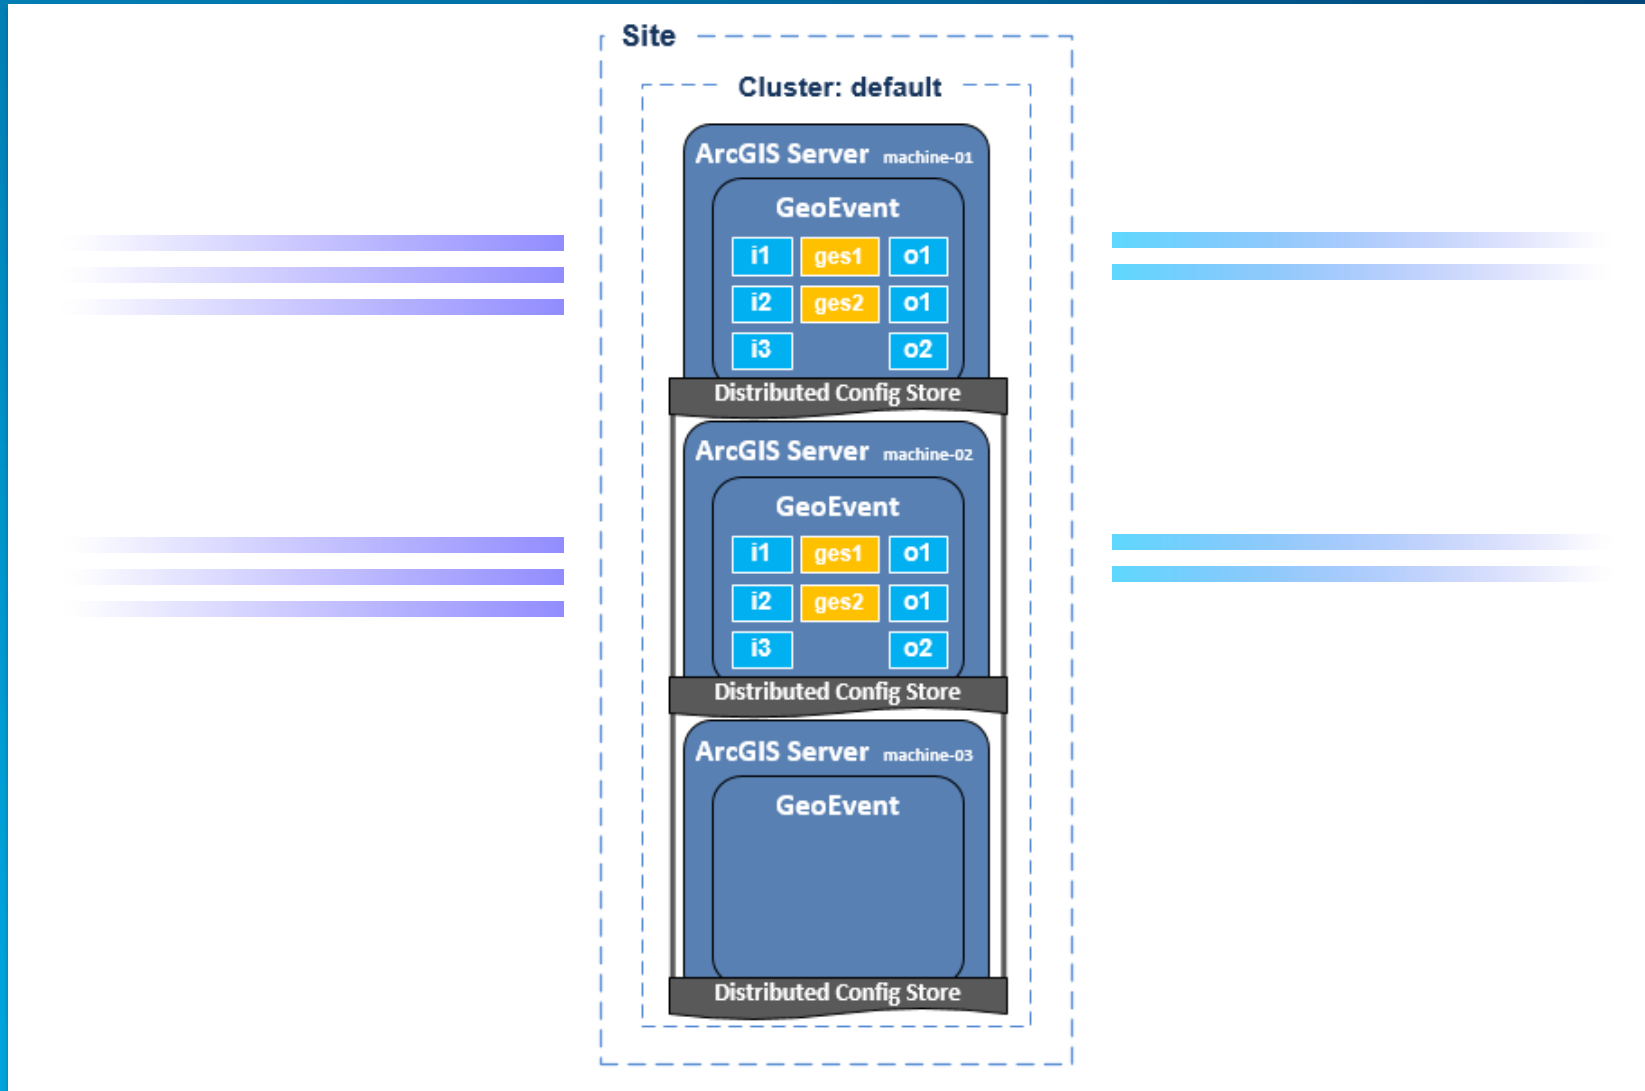 Site
Cluster: default
ArcGIS Server machine-01
GeoEvent
i1 ges1 o1
i2 ges2 o1
i3 o2
Distributed Config Store
ArcGIS Server machine-02
GeoEvent
i1 ges1 o1
i2 ges2 o1
i3 o2
Distributed Config Store
ArcGIS Server machine-03
GeoEvent
Distributed Config Store